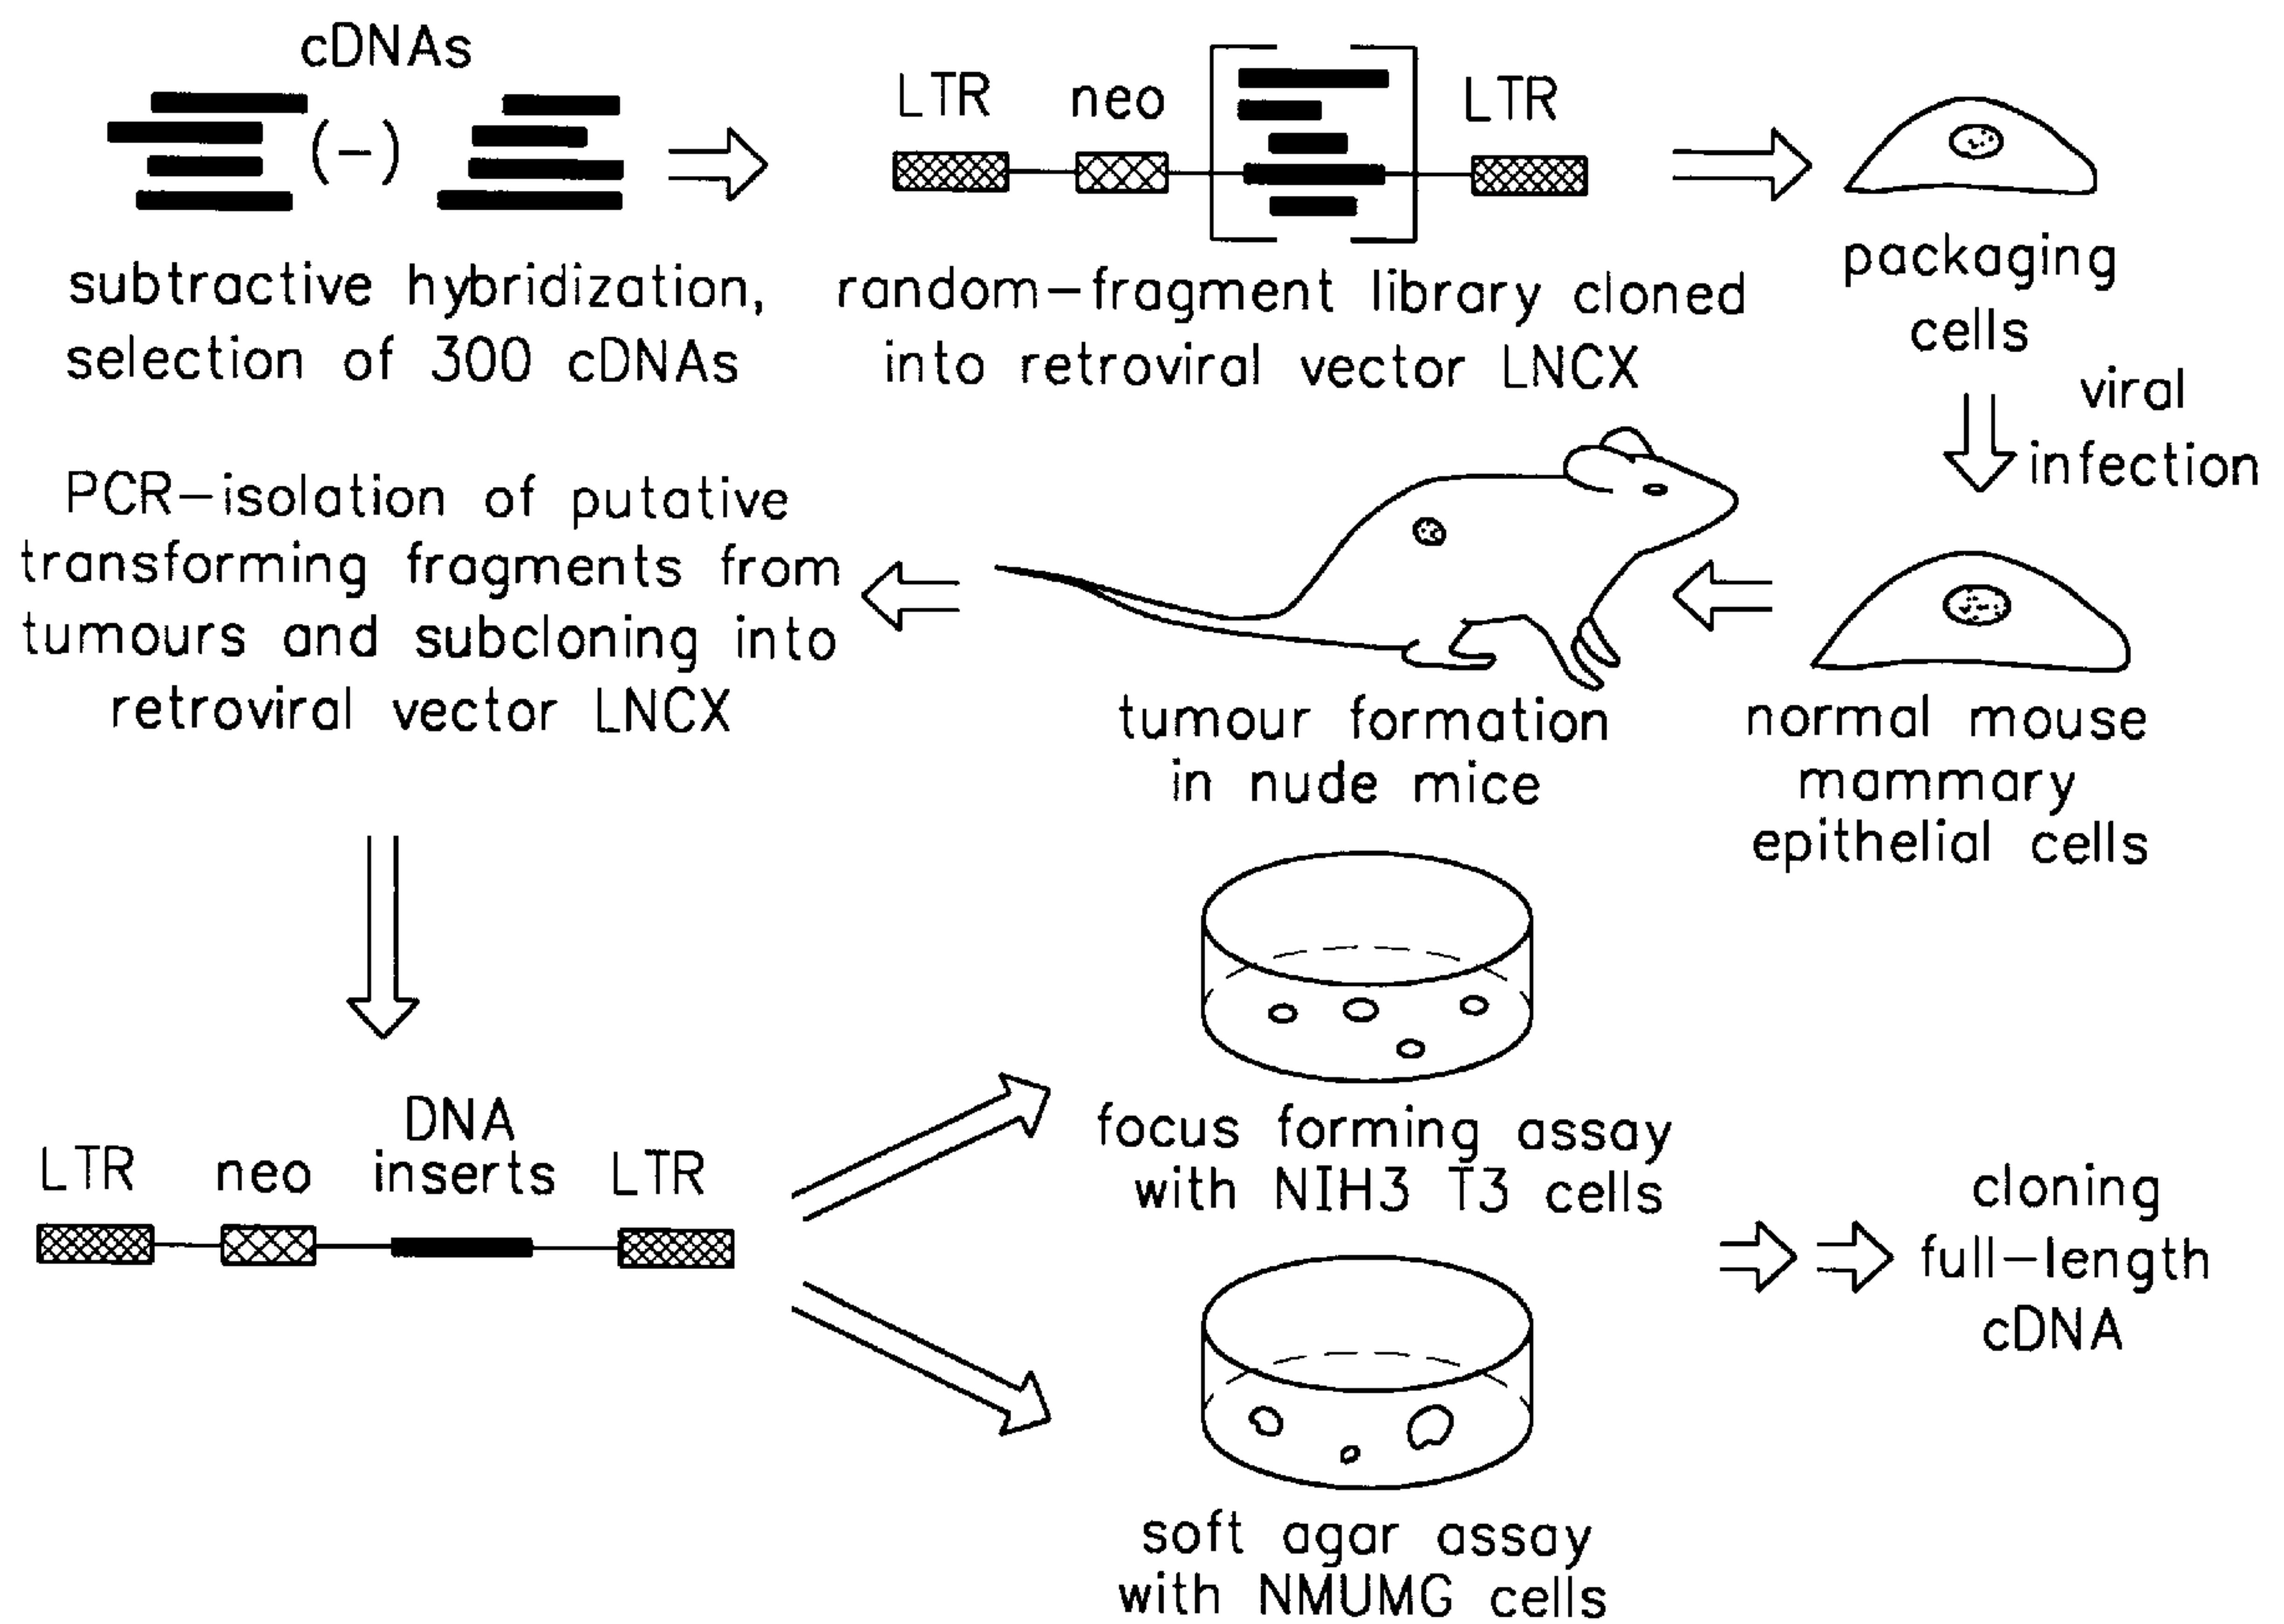 cDNAs
(-)
subtractive hybridization,
selection of 300 cDNAs
LTR neo LTR
random-fragment library cloned
into retroviral vector LNCX
packaging
cells
viral
infection
normal mouse
mammary
epithelial cells
tumour formation
in nude mice
PCR-isolation of putative
transforming fragments from
tumours and subcloning into
retroviral vector LNCX
DNA
LTR neo inserts LTR
focus forming assay
with NIH3 T3 cells
soft agar assay
with NMUMG cells
cloning
full-length
cDNA